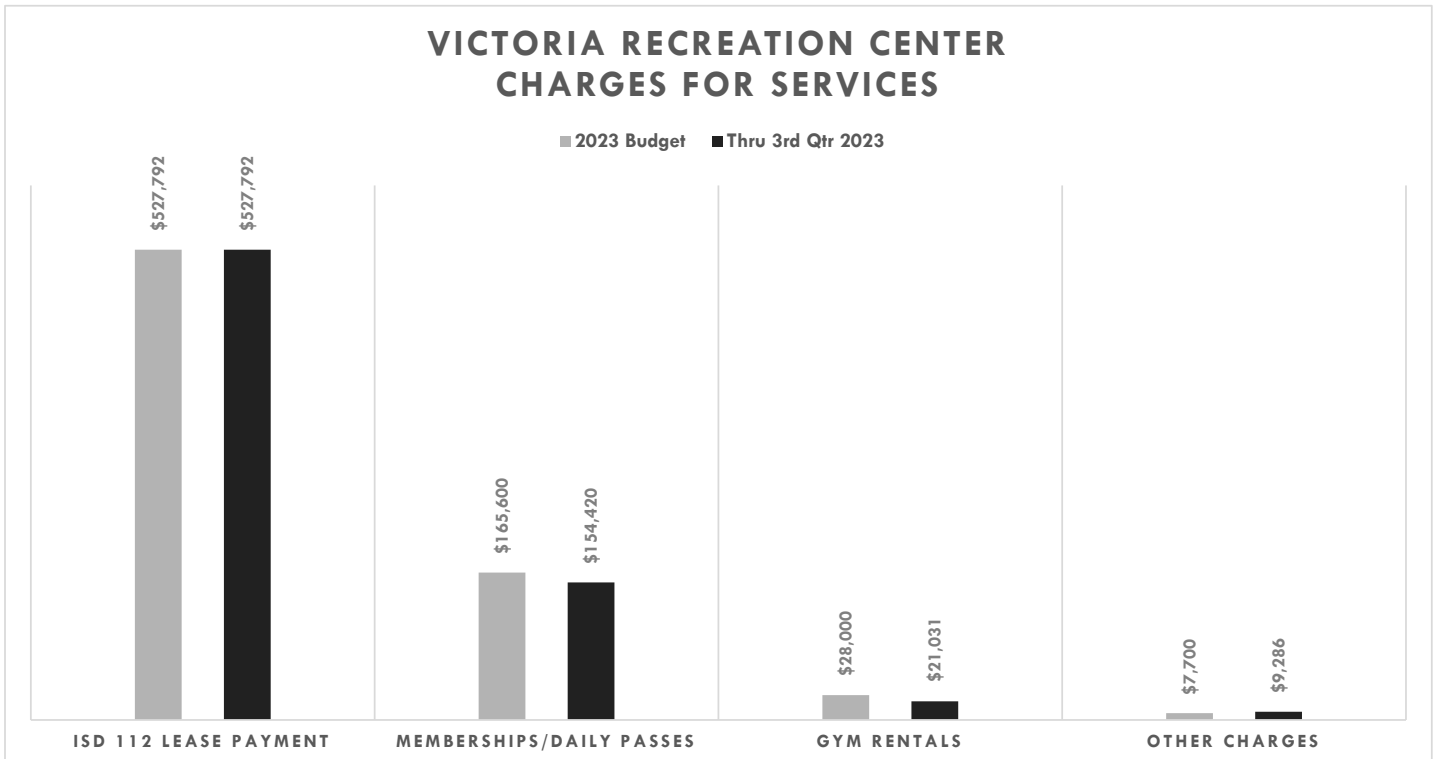 VICTORIA RECREATION CENTER
CHARGES FOR SERVICES
2023 Budget Thru 3rd Qtr 2023
$527,792
$527,792
$165,600
$154,420
$28,000
$21,031
$7,700
$9,286
ISD 112 LEASE PAYMENT MEMBERSHIPS/DAILY PASSES GYM RENTALS OTHER CHARGES